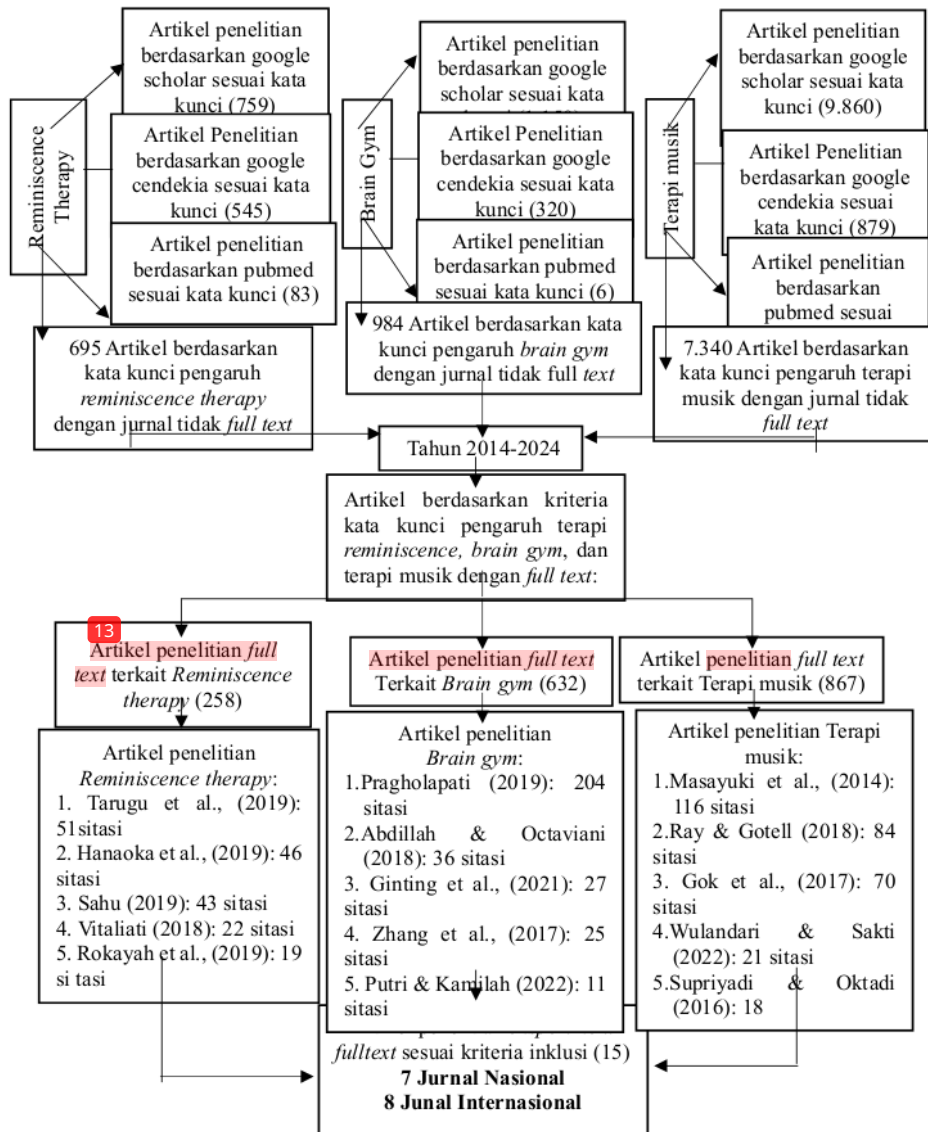 Artikel penelitian
berdasarkan google
scholar sesuai kata
kunci (759)
Reminiscence
Therapy
Artikel Penelitian
berdasarkan google
cendekia sesuai kata
kunci (545)
Artikel penelitian
berdasarkan pubmed
sesuai kata kunci (83)
695 Artikel berdasarkan
kata kunci pengaruh
reminiscence therapy
dengan jurnal tidak full text
Artikel penelitian
berdasarkan google
scholar sesuai kata
Brain Gym
Artikel Penelitian
berdasarkan google
cendekia sesuai kata
kunci (320)
Artikel penelitian
berdasarkan pubmed
sesuai kata kunci (6)
984 Artikel berdasarkan kata
kunci pengaruh brain gym
dengan jurnal tidak full text
Artikel penelitian
berdasarkan google
scholar sesuai kata
kunci (9.860)
Terapi musik
Artikel Penelitian
berdasarkan google
cendekia sesuai
kata kunci (879)
Artikel penelitian
berdasarkan
pubmed sesuai
7.340 Artikel berdasarkan
kata kunci pengaruh terapi
musik dengan jurnal tidak
full text
Tahun 2014-2024
Artikel berdasarkan kriteria
kata kunci pengaruh terapi
reminiscence, brain gym, dan
terapi musik dengan full text:
13
Artikel penelitian full
text terkait Reminiscence
therapy (258)
Artikel penelitian full text
Terkait Brain gym (632)
Artikel penelitian full text
terkait Terapi musik (867)
Artikel penelitian
Reminiscence therapy:
1. Tarugu et al., (2019):
51sitasi
2. Hanaoka et al., (2019): 46
sitasi
3. Sahu (2019): 43 sitasi
4. Vitaliati (2018): 22 sitasi
5. Rokayah et al., (2019): 19
si tasi
Artikel penelitian
Brain gym:
1.Pragholapati (2019): 204
sitasi
2.Abdillah & Octaviani
(2018): 36 sitasi
3. Ginting et al., (2021): 27
sitasi
4. Zhang et al., (2017): 25
sitasi
5. Putri & Kamilah (2022): 11
sitasi
Artikel penelitian Terapi
musik:
1.Masayuki et al., (2014):
116 sitasi
2.Ray & Gotell (2018): 84
sitasi
3. Gok et al., (2017): 70
sitasi
4.Wulandari & Sakti
(2022): 21 sitasi
5.Supriyadi & Oktadi
(2016): 18
fulltext sesuai kriteria inklusi (15)
7 Jurnal Nasional
8 Junal Internasional